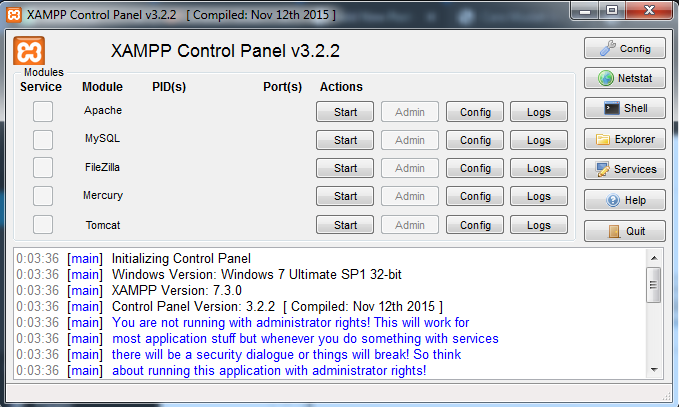 XAMPP Control Panel v3.2.2 [ Compiled: Nov 12th 2015 ]
XAMPP Control Panel v3.2.2
Config
Modules
Service Module PID(s) Port(s) Actions
Netstat
Apache Start Admin Config Logs
Shell
MySQL Start Admin Config Logs
Explorer
FileZilla Start Admin Config Logs
Services
Mercury Start Admin Config Logs
Help
Tomcat Start Admin Config Logs
Quit
0:03:36 [main] Initializing Control Panel
0:03:36 [main] Windows Version: Windows 7 Ultimate SP1 32-bit
0:03:36 [main] XAMPP Version: 7.3.0
0:03:36 [main] Control Panel Version: 3.2.2 [ Compiled: Nov 12th 2015 ]
0:03:36 [main] You are not running with administrator rights! This will work for
0:03:36 [main] most application stuff but whenever you do something with services
0:03:36 [main] there will be a security dialogue or things will break! So think
0:03:36 [main] about running this application with administrator rights!